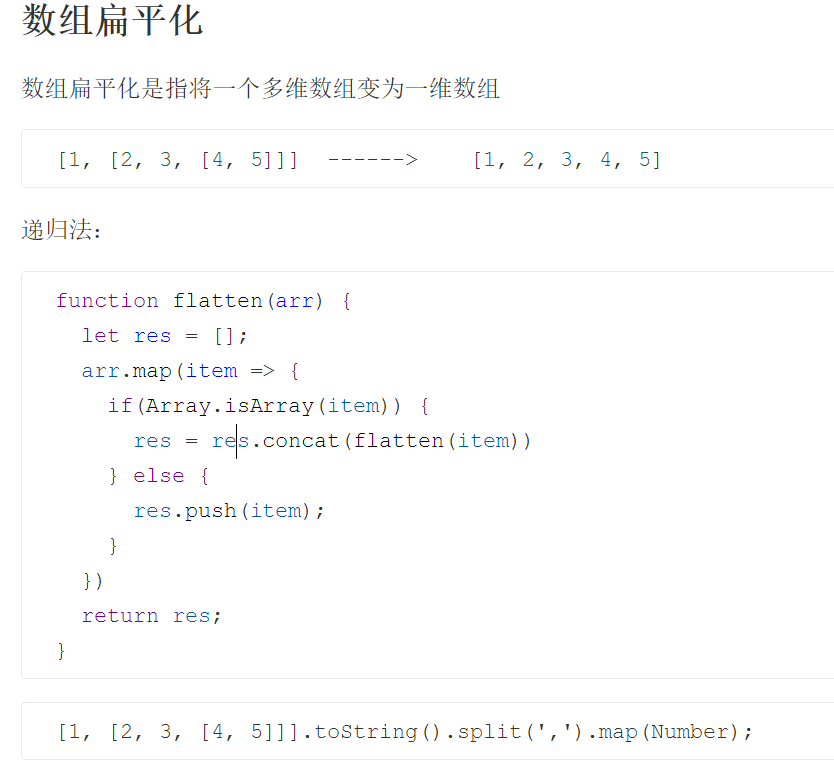 数组扁平化
数组扁平化是指将一个多维数组变为一维数组
[1, [2, 3, [4, 5]]]  ------>    [1, 2, 3, 4, 5]
递归法：
function flatten(arr) {
  let res = [];
  arr.map(item => {
    if(Array.isArray(item)) {
      res = res.concat(flatten(item))
    } else {
      res.push(item);
    }
  })
  return res;
}
[1, [2, 3, [4, 5]]].toString().split(',').map(Number);